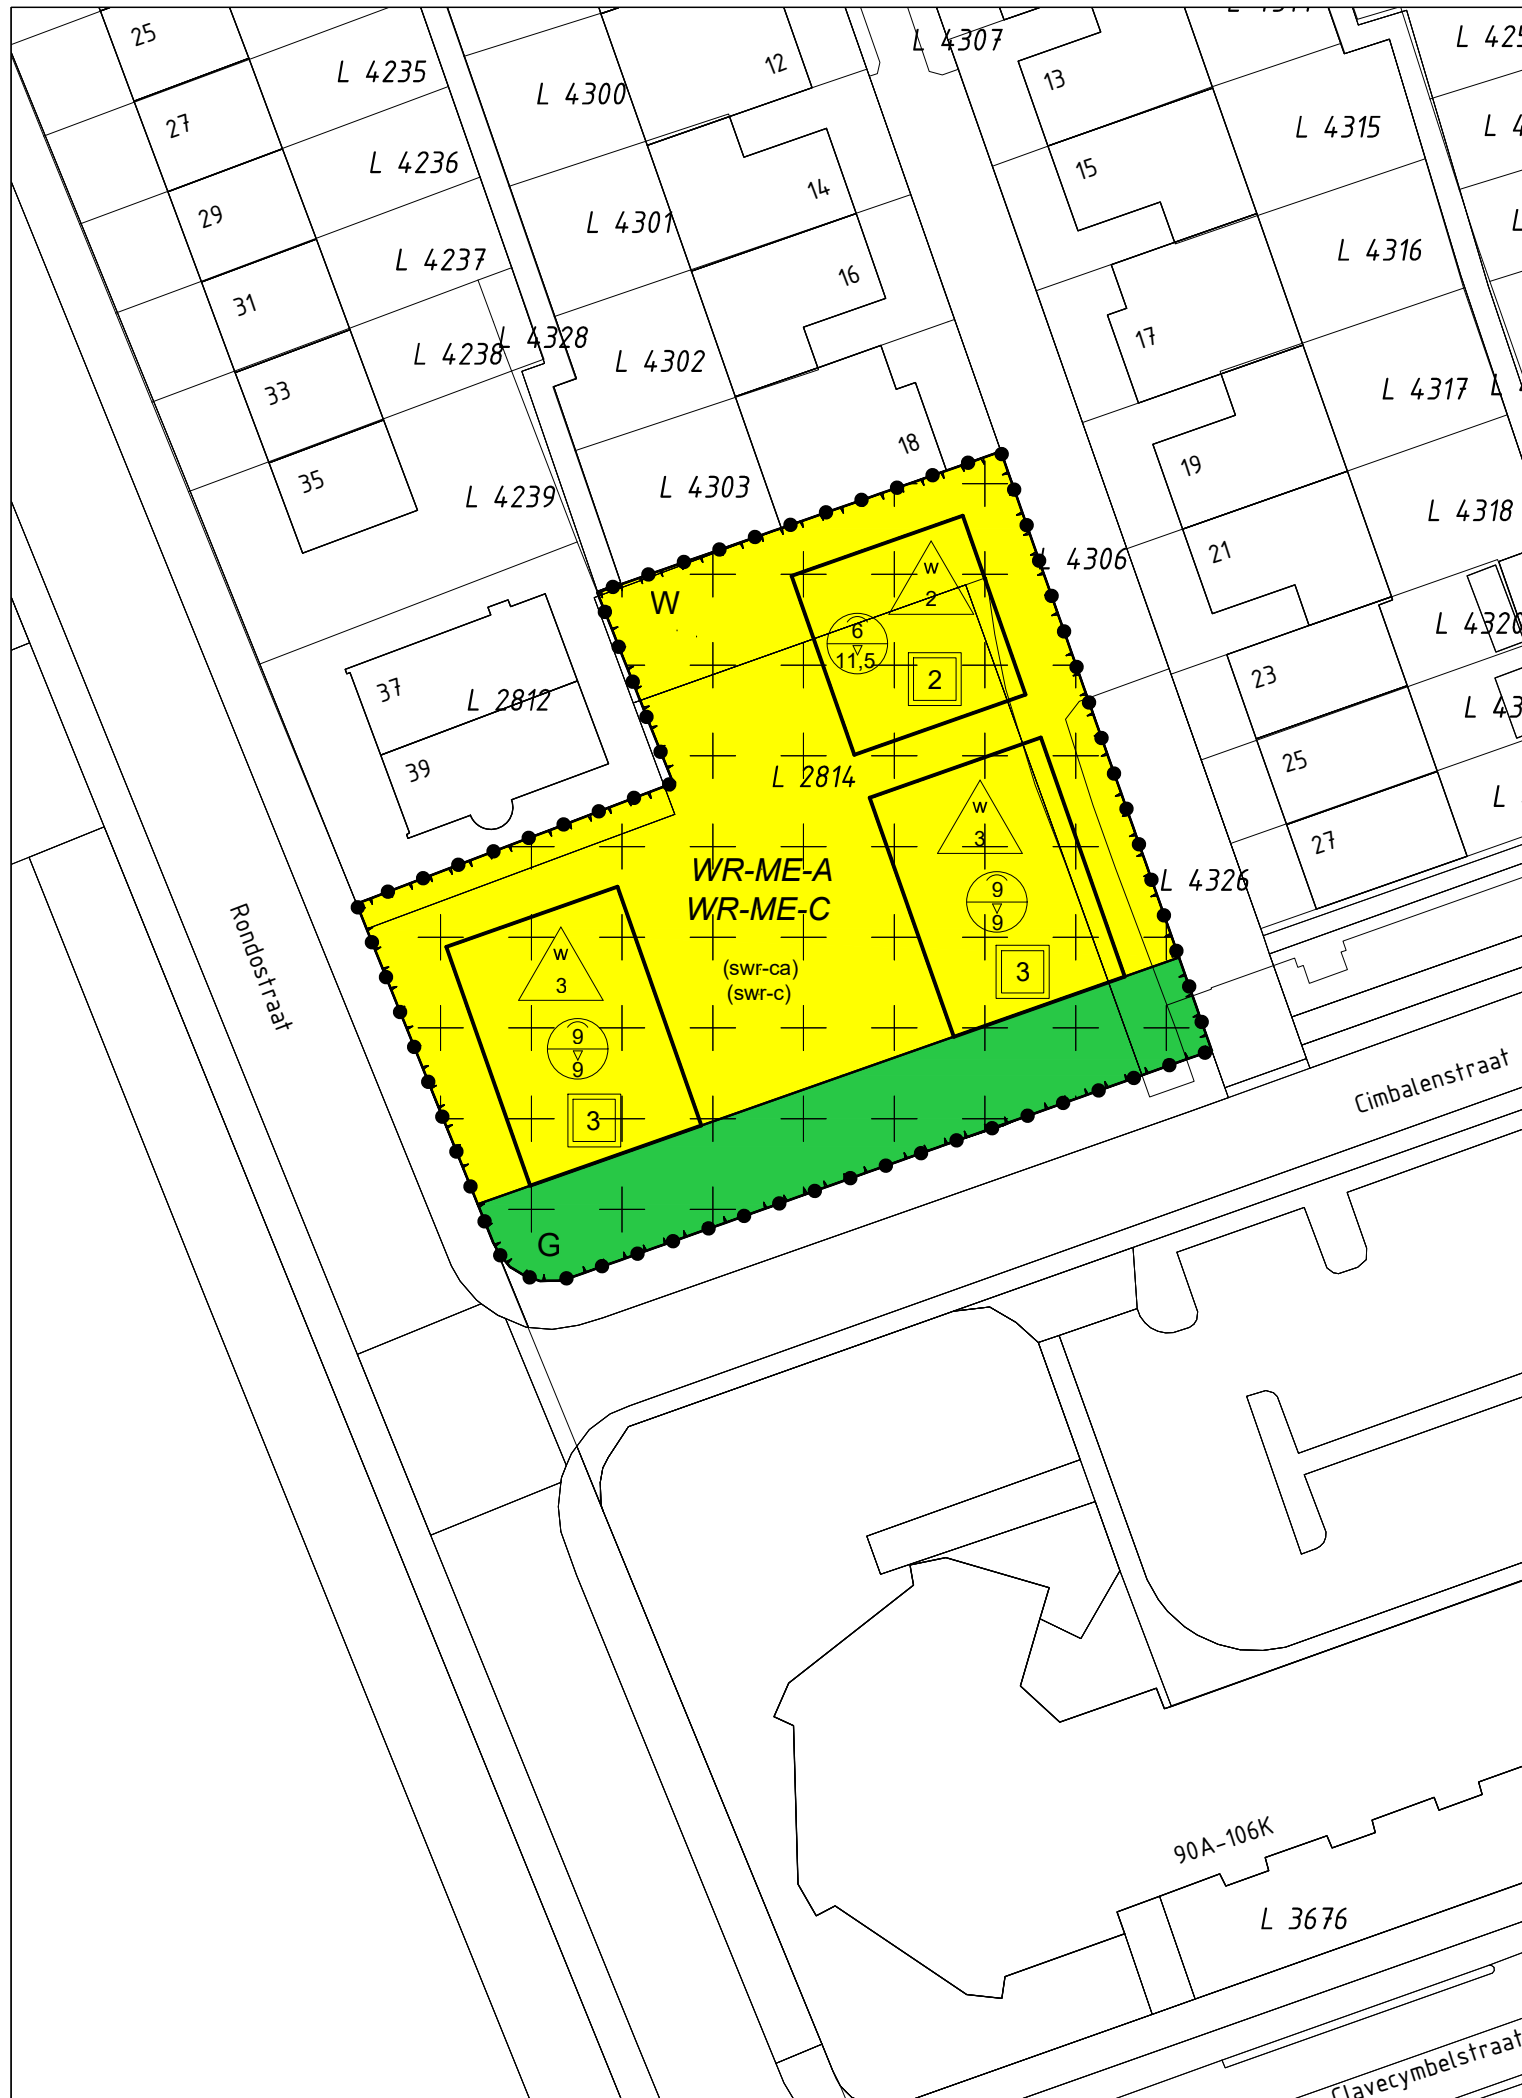 25
L 4235
L 4300
12
L 4307
13
27
L 4236
L 4315
15
29
14
L 4301
L 4237
L 4316
31
16
L 4238
L 4328
L 4302
17
33
L 4317
18
35
L 4239
L 4303
19
L 4318
21
L 4306
W
w
2
6
11,5
2
L 4320
37
L 2812
23
39
L 2814
25
w
3
27
WR-ME-A
WR-ME-C
9
9
L 4326
Rondostraat
w
3
(swr-ca)
(swr-c)
3
9
9
3
Cimbalenstraat
G
90A-106K
L 3676
Clavecymbelstraat